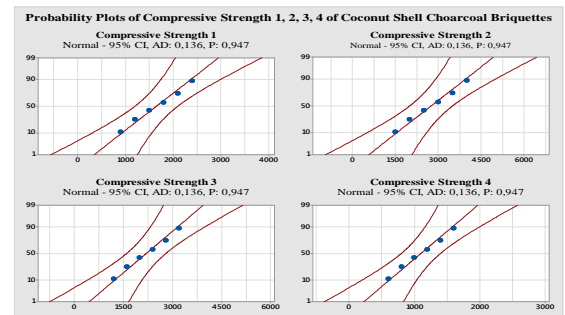 Probability Plots of Compressive Strength 1, 2, 3, 4 of Coconut Shell Choarcoal Briquettes
Compressive Strength 1
Normal - 95% CI, AD: 0,136, P: 0,947
99
90
50
10
1
0 900 1800 2400 4000
Compressive Strength 2
Normal - 95% CI, AD: 0,136, P: 0,947
99
90
50
10
1
0 1500 3000 4500 6000
Compressive Strength 3
Normal - 95% CI, AD: 0,136, P: 0,947
99
90
50
10
1
0 1500 3000 4500 6000
Compressive Strength 4
Normal - 95% CI, AD: 0,136, P: 0,947
99
90
50
10
1
0 1000 2000 3000